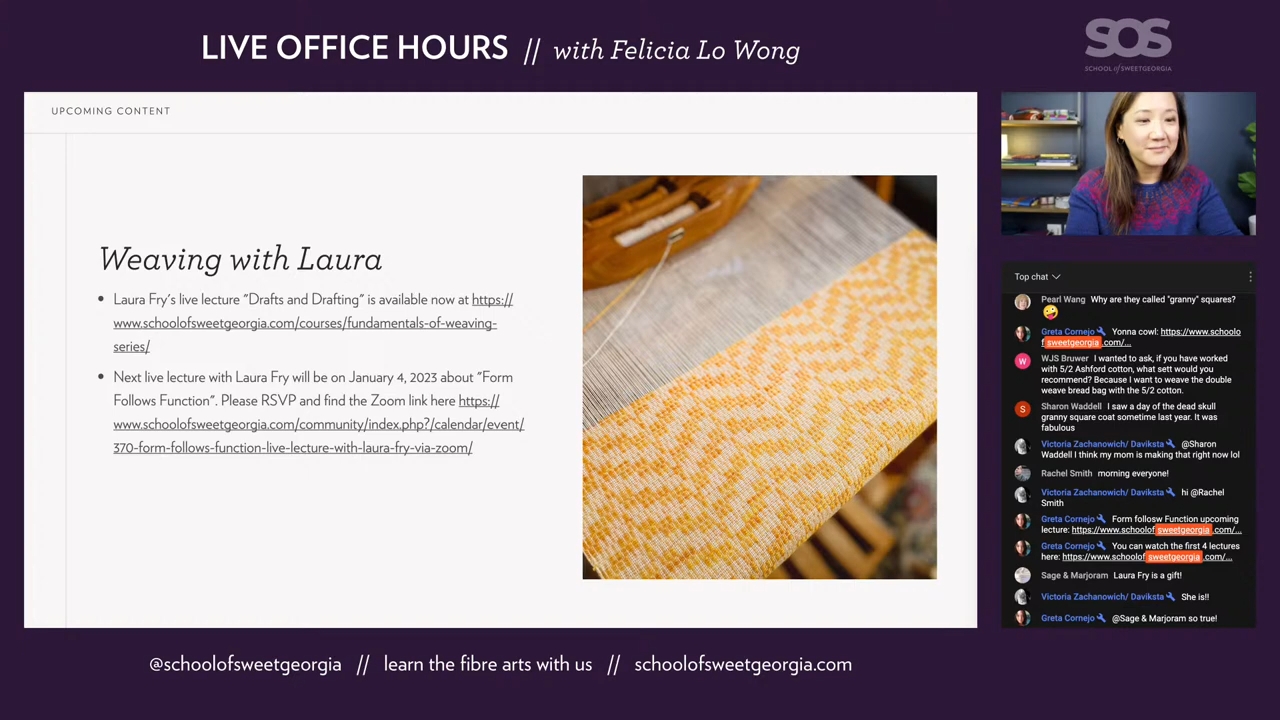 LIVE OFFICE HOURS // with Felicia Lo Wong
SOS
SCHOOL of SWEETGEORGIA
UPCOMING CONTENT
Weaving with Laura
• Laura Fry's live lecture "Drafts and Drafting" is available now at https://
www.schoolofsweetgeorgia.com/courses/fundamentals-of-weaving-
series/
• Next live lecture with Laura Fry will be on January 4, 2023 about "Form
Follows Function". Please RSVP and find the Zoom link here https://
www.schoolofsweetgeorgia.com/community/index.php?/calendar/event/
370-form-follows-function-live-lecture-with-laura-fry-via-zoom/
Top chat
Pearl Wang Why are they called "granny" squares?
Greta Cornejo Yonna cowl: https://www.schoolo
fsweetgeorgia.com/...
WJS Bruwer I wanted to ask, if you have worked
with 5/2 Ashford cotton, what sett would you
recommend? Because I want to weave the double
weave bread bag with the 5/2 cotton.
Sharon Waddell I saw a day of the dead skull
granny square coat sometime last year. It was
fabulous
Victoria Zachanowich/ Daviksta @Sharon
Waddell I think my mom is making that right now lol
Rachel Smith morning everyone!
Victoria Zachanowich/ Daviksta hi @Rachel
Smith
Greta Cornejo Form follosw Function upcoming
lecture: https://www.schoolofsweetgeorgia.com/...
Greta Cornejo You can watch the first 4 lectures
here: https://www.schoolofsweetgeorgia.com/...
Sage & Marjoram Laura Fry is a gift!
Victoria Zachanowich/ Daviksta She is!!
Greta Cornejo @Sage & Marjoram so true!
@schoolofsweetgeorgia // learn the fibre arts with us // schoolofsweetgeorgia.com